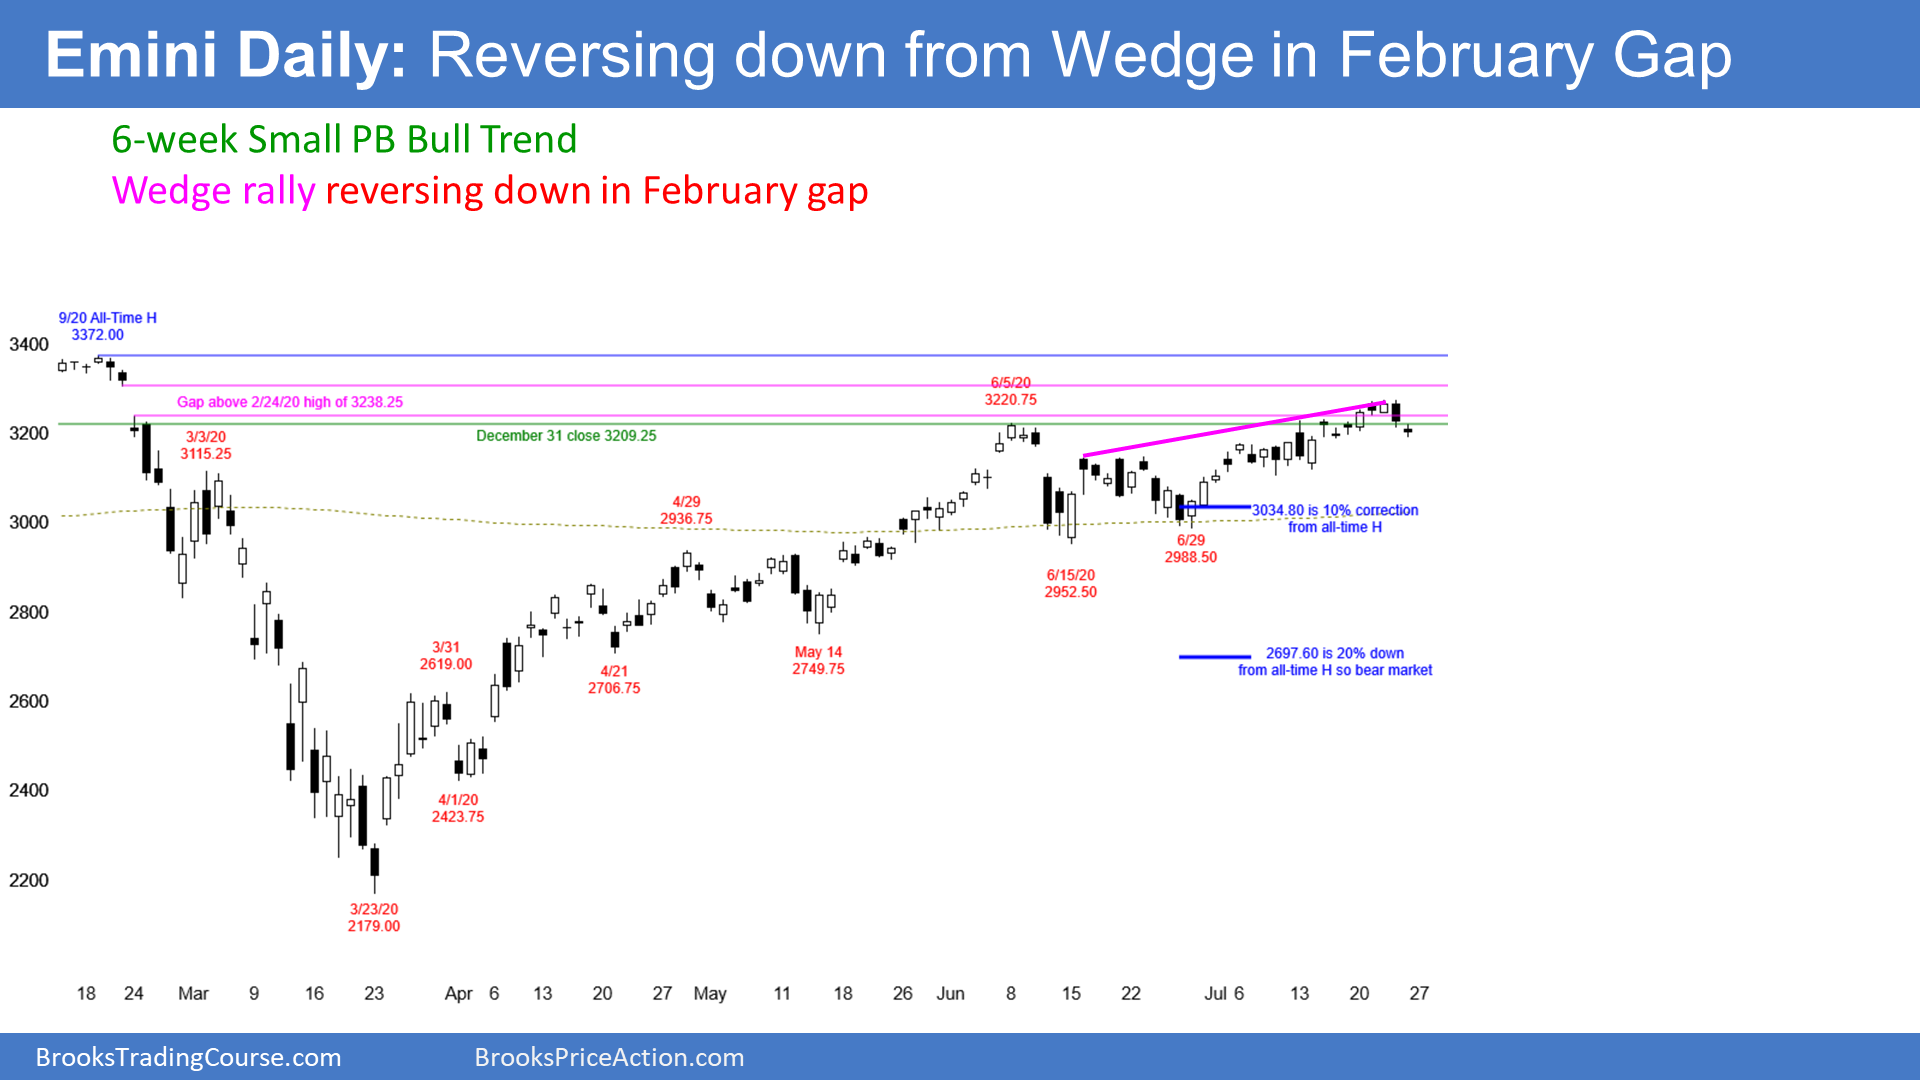 Emini Daily: Reversing down from Wedge in February Gap
6-week Small PB Bull Trend
Wedge rally reversing down in February gap
9/20 All-Time H
3372.00
3400
6/5/20
3220.75
Gap above 2/24/20 high of 3238.25
3200
3/3/20
3115.25
December 31 close 3209.25
3000
4/29
2936.75
3034.80 is 10% correction
from all-time H
6/29
2988.50
6/15/20
2952.50
2800
3/31
2619.00
4/21
2706.75
May 14
2749.75
2697.60 is 20% down
from all-time H so bear market
2600
2400
4/1/20
2423.75
2200
3/23/20
2179.00
18 24 Mar 9 16 23 Apr 6 13 20 27 May 11 18 26 Jun 8 15 22 Jul 6 13 20 27
BrooksTradingCourse.com BrooksPriceAction.com